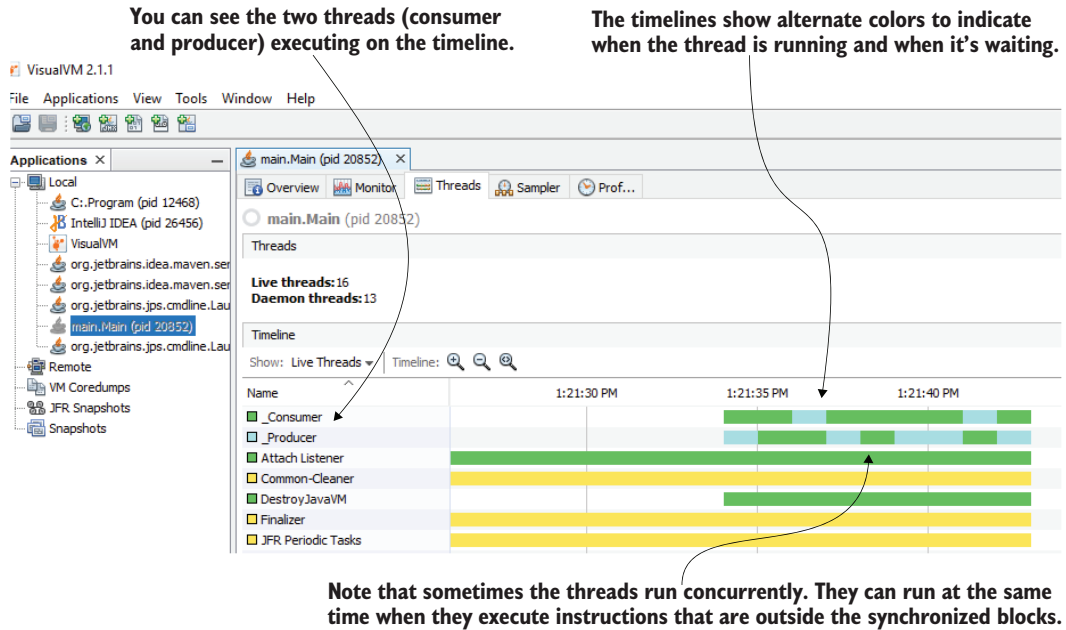 You can see the two threads (consumer
and producer) executing on the timeline.
The timelines show alternate colors to indicate
when the thread is running and when it's waiting.
VisualVM 2.1.1
File Applications View Tools Window Help
Applications
main.Main (pid 20852)
Local
C:.Program (pid 12468)
IntelliJ IDEA (pid 26456)
VisualVM
org.jetbrains.idea.maven.ser
org.jetbrains.idea.maven.ser
org.jetbrains.jps.cmdline.Lau
main.Main (pid 20852)
org.jetbrains.jps.cmdline.Lau
Remote
VM Coredumps
JFR Snapshots
Snapshots
Overview Monitor Threads Sampler Prof...
main.Main (pid 20852)
Threads
Live threads: 16
Daemon threads: 13
Timeline
Show: Live Threads Timeline:
Name 1:21:30 PM 1:21:35 PM 1:21:40 PM
_Consumer
_Producer
Attach Listener
Common-Cleaner
DestroyJavaVM
Finalizer
JFR Periodic Tasks
Note that sometimes the threads run concurrently. They can run at the same
time when they execute instructions that are outside the synchronized blocks.